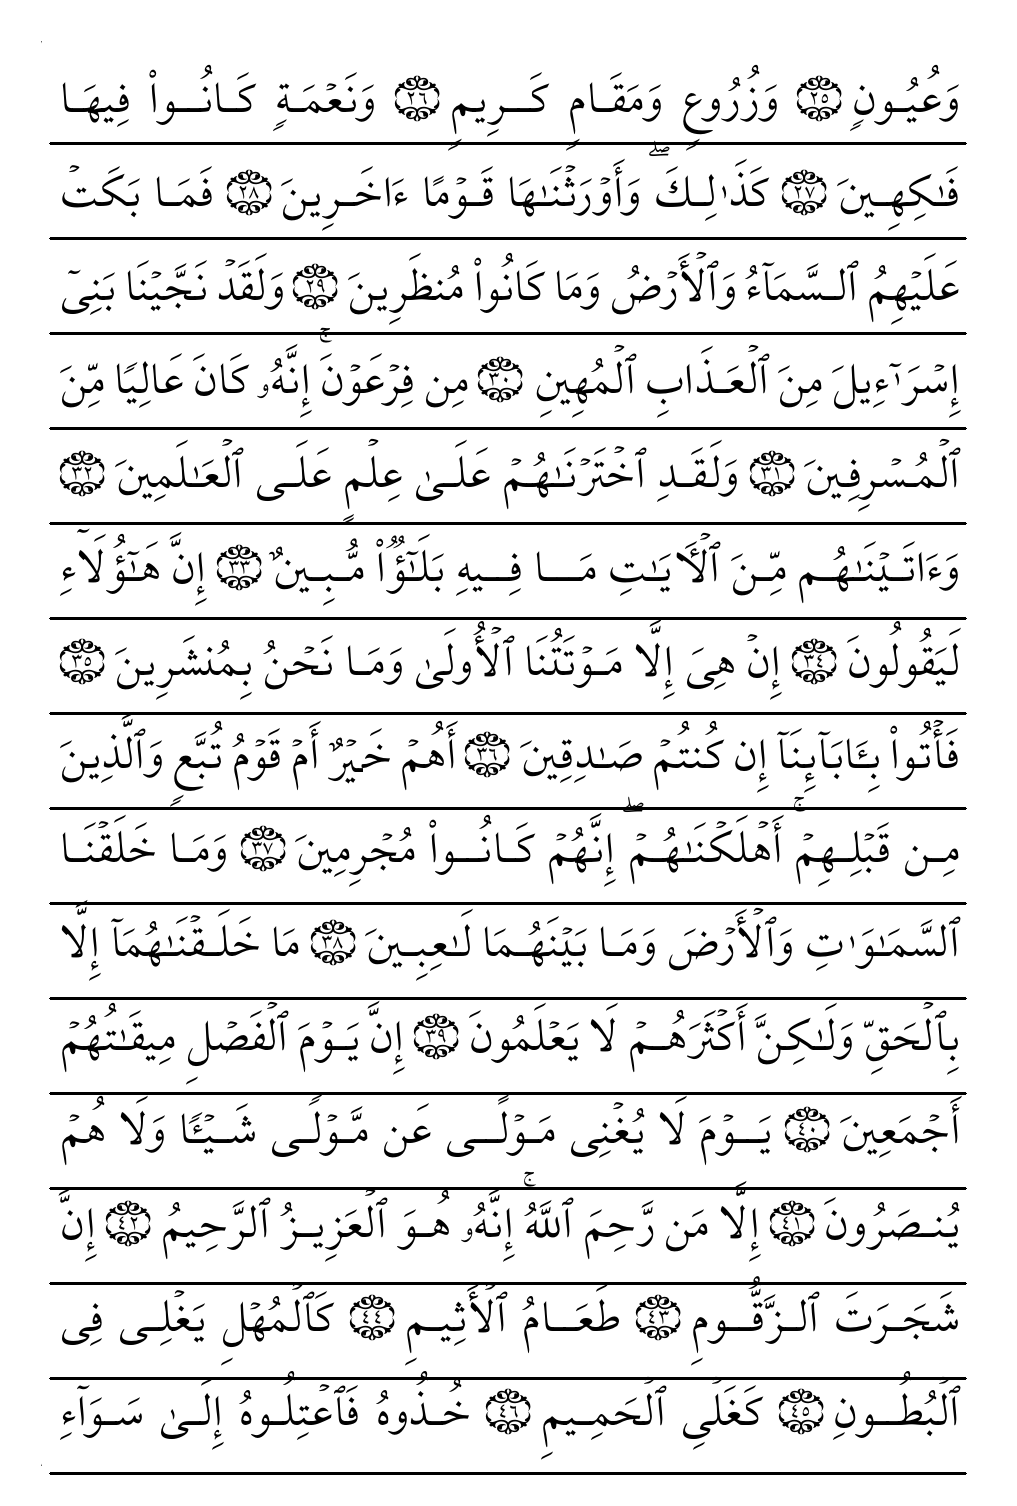 وَعُيُونٍ ٢٥ وَزُرُوعٍ وَمَقَامٍ كَرِيمٍ ٢٦ وَنَعْمَةٍ كَانُوا۟ فِيهَا
فَـٰكِهِينَ ٢٧ كَذَٰلِكَ ۖ وَأَوْرَثْنَـٰهَا قَوْمًا ءَاخَرِينَ ٢٨ فَمَا بَكَتْ
عَلَيْهِمُ ٱلسَّمَآءُ وَٱلْأَرْضُ وَمَا كَانُوا۟ مُنظَرِينَ ٢٩ وَلَقَدْ نَجَّيْنَا بَنِىٓ
إِسْرَٰٓءِيلَ مِنَ ٱلْعَذَابِ ٱلْمُهِينِ ٣٠ مِن فِرْعَوْنَ ۚ إِنَّهُۥ كَانَ عَالِيًا مِّنَ
ٱلْمُسْرِفِينَ ٣١ وَلَقَدِ ٱخْتَرْنَـٰهُمْ عَلَىٰ عِلْمٍ عَلَى ٱلْعَـٰلَمِينَ ٣٢
وَءَاتَيْنَـٰهُم مِّنَ ٱلْـَٔايَـٰتِ مَا فِيهِ بَلَـٰٓؤٌا۟ مُّبِينٌ ٣٣ إِنَّ هَـٰٓؤُلَآءِ
لَيَقُولُونَ ٣٤ إِنْ هِىَ إِلَّا مَوْتَتُنَا ٱلْأُولَىٰ وَمَا نَحْنُ بِمُنشَرِينَ ٣٥
فَأْتُوا۟ بِـَٔابَآئِنَآ إِن كُنتُمْ صَـٰدِقِينَ ٣٦ أَهُمْ خَيْرٌ أَمْ قَوْمُ تُبَّعٍ وَٱلَّذِينَ
مِن قَبْلِهِمْ ۚ أَهْلَكْنَـٰهُمْ ۖ إِنَّهُمْ كَانُوا۟ مُجْرِمِينَ ٣٧ وَمَا خَلَقْنَا
ٱلسَّمَـٰوَٰتِ وَٱلْأَرْضَ وَمَا بَيْنَهُمَا لَـٰعِبِينَ ٣٨ مَا خَلَقْنَـٰهُمَآ إِلَّا
بِٱلْحَقِّ وَلَـٰكِنَّ أَكْثَرَهُمْ لَا يَعْلَمُونَ ٣٩ إِنَّ يَوْمَ ٱلْفَصْلِ مِيقَـٰتُهُمْ
أَجْمَعِينَ ٤٠ يَوْمَ لَا يُغْنِى مَوْلًى عَن مَّوْلًى شَيْـًٔا وَلَا هُمْ
يُنصَرُونَ ٤١ إِلَّا مَن رَّحِمَ ٱللَّهُ ۚ إِنَّهُۥ هُوَ ٱلْعَزِيزُ ٱلرَّحِيمُ ٤٢ إِنَّ
شَجَرَتَ ٱلزَّقُّومِ ٤٣ طَعَامُ ٱلْأَثِيمِ ٤٤ كَٱلْمُهْلِ يَغْلِى فِى
ٱلْبُطُونِ ٤٥ كَغَلْىِ ٱلْحَمِيمِ ٤٦ خُذُوهُ فَٱعْتِلُوهُ إِلَىٰ سَوَآءِ